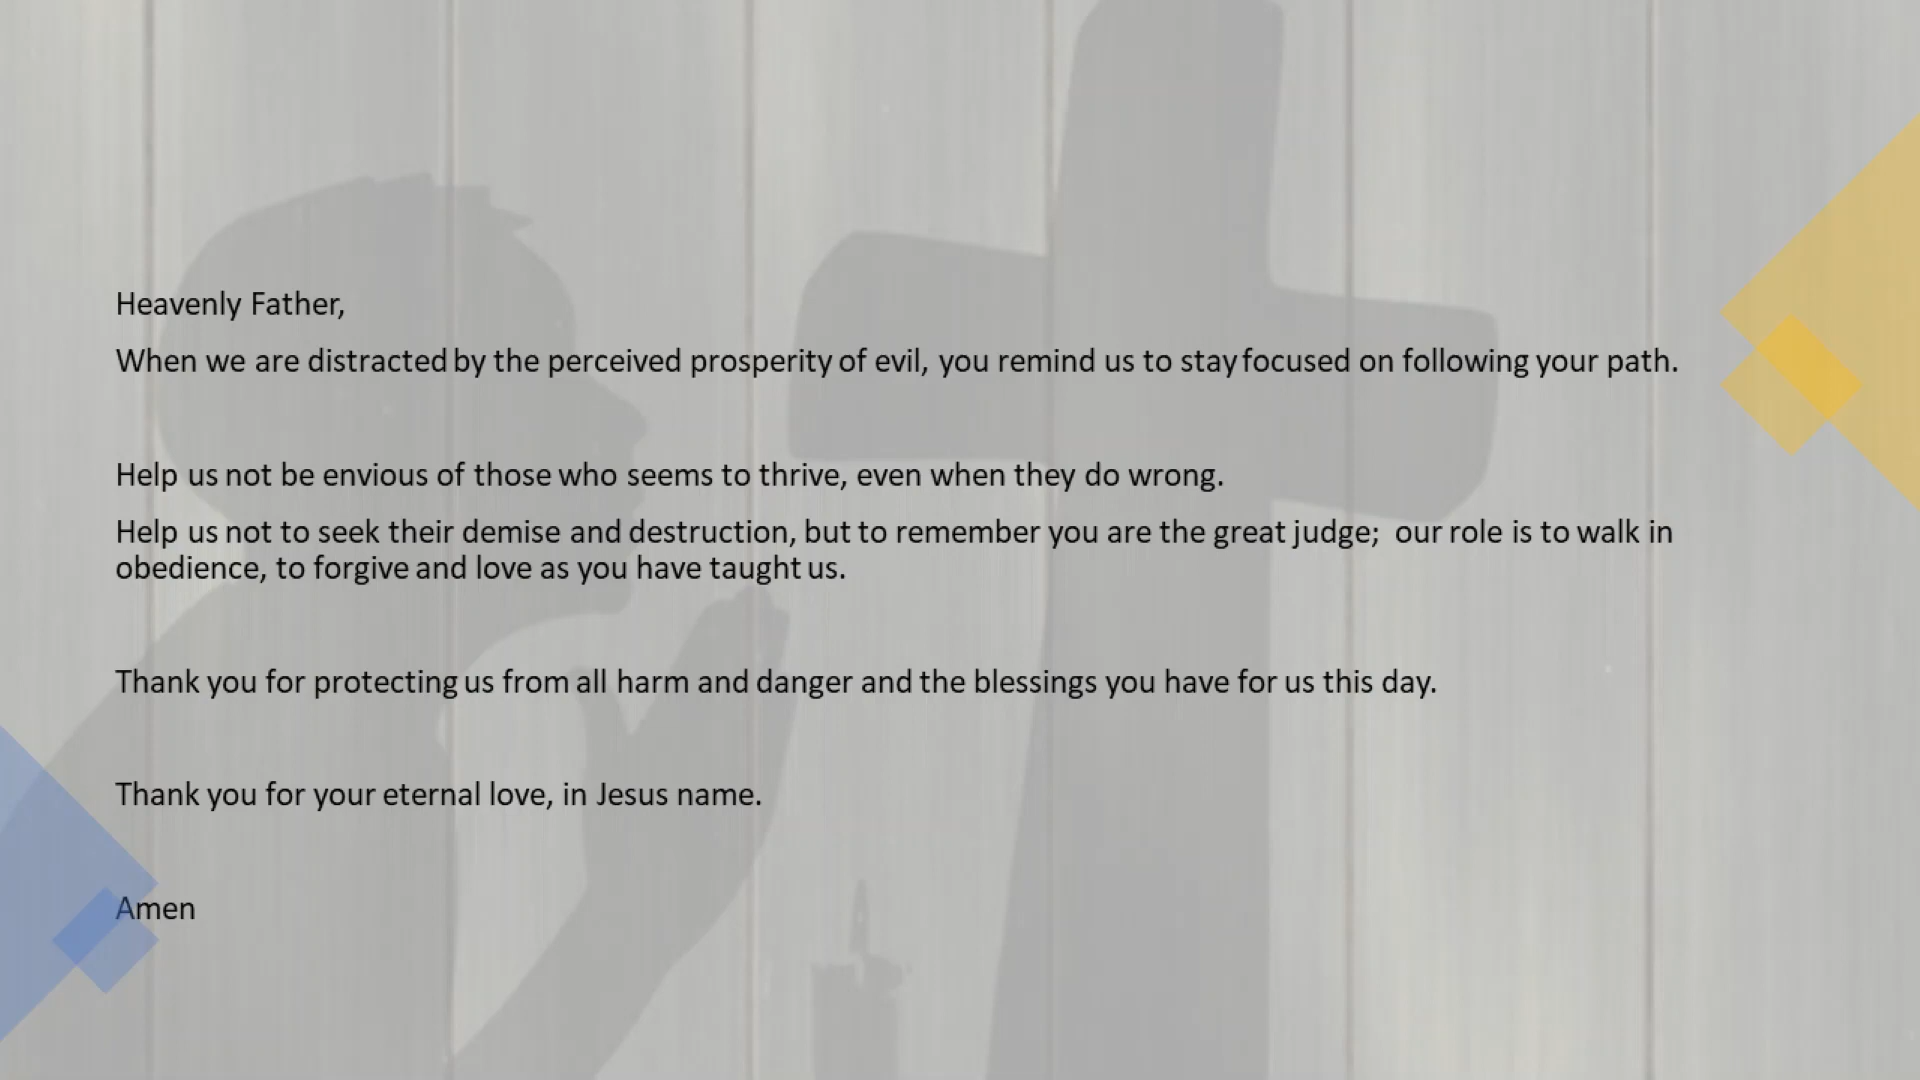 Heavenly Father,
When we are distracted by the perceived prosperity of evil, you remind us to stay focused on following your path.
Help us not be envious of those who seems to thrive, even when they do wrong.
Help us not to seek their demise and destruction, but to remember you are the great judge;  our role is to walk in
obedience, to forgive and love as you have taught us.
Thank you for protecting us from all harm and danger and the blessings you have for us this day.
Thank you for your eternal love, in Jesus name.
Amen